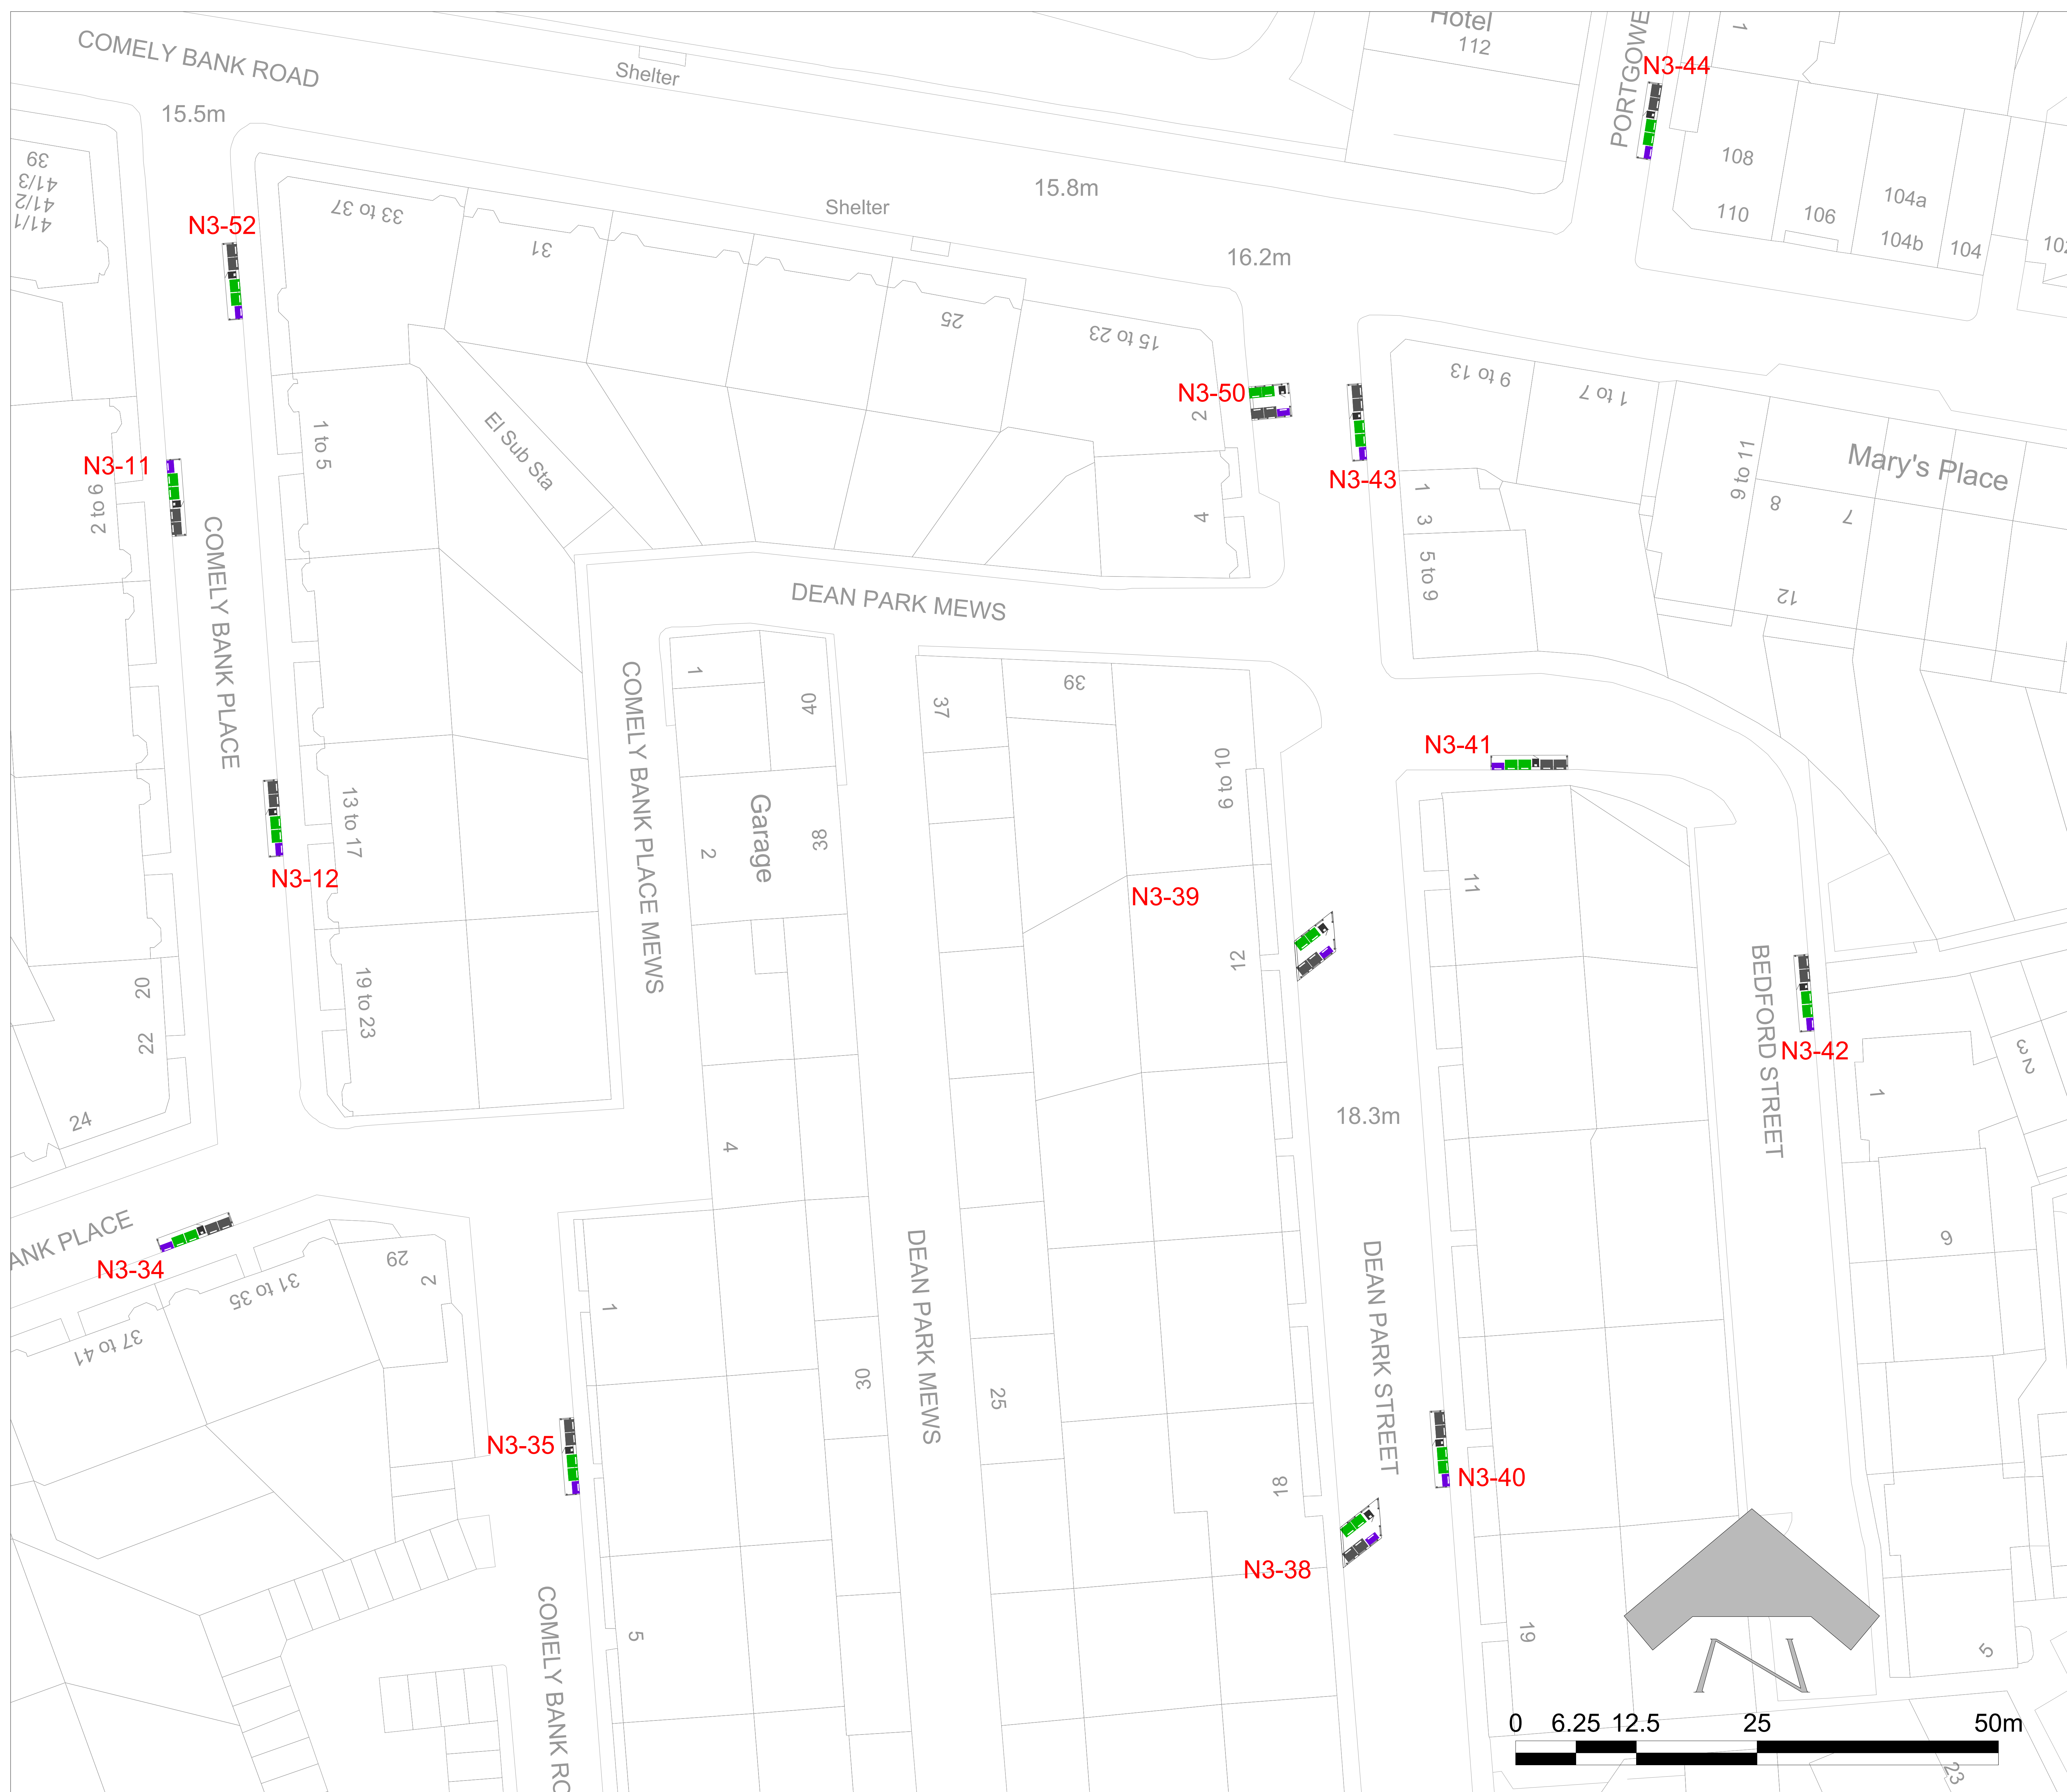 Hotel
112
1
PORTGOWE
N3-44
COMELY BANK ROAD
Shelter
15.5m
39
41/3
41/2
41/1
108
110
106
104a
104b
104
102
15.8m
Shelter
33 to 37
N3-52
31
16.2m
25
15 to 23
N3-50
2
9 to 13
1 to 7
N3-43
9 to 11
Mary's Place
8
7
12
1 to 5
El Sub Sta
N3-11
2 to 6
4
1
3
5 to 9
COMELY BANK PLACE
DEAN PARK MEWS
COMELY BANK PLACE MEWS
1
40
37
39
6 to 10
N3-41
N3-12
13 to 17
Garage
2
38
11
N3-39
12
20
22
19 to 23
BEDFORD STREET
N3-42
2 3
1
24
4
18.3m
ANK PLACE
N3-34
29
2
31 to 35
37 to 41
1
DEAN PARK MEWS
DEAN PARK STREET
6
30
25
N3-35
18
N3-40
N3-38
COMELY BANK RO
5
19
5
N
0 6.25 12.5 25 50m
23